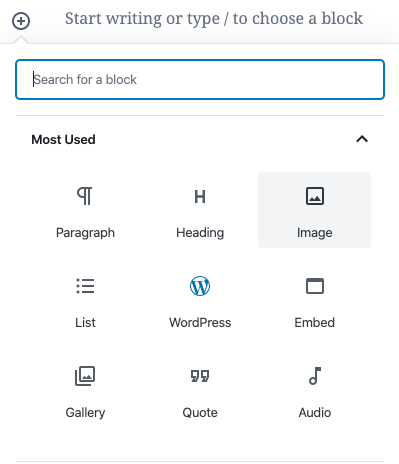 Start writing or type / to choose a block
Search for a block
Most Used
Paragraph Heading Image
List WordPress Embed
Gallery Quote Audio